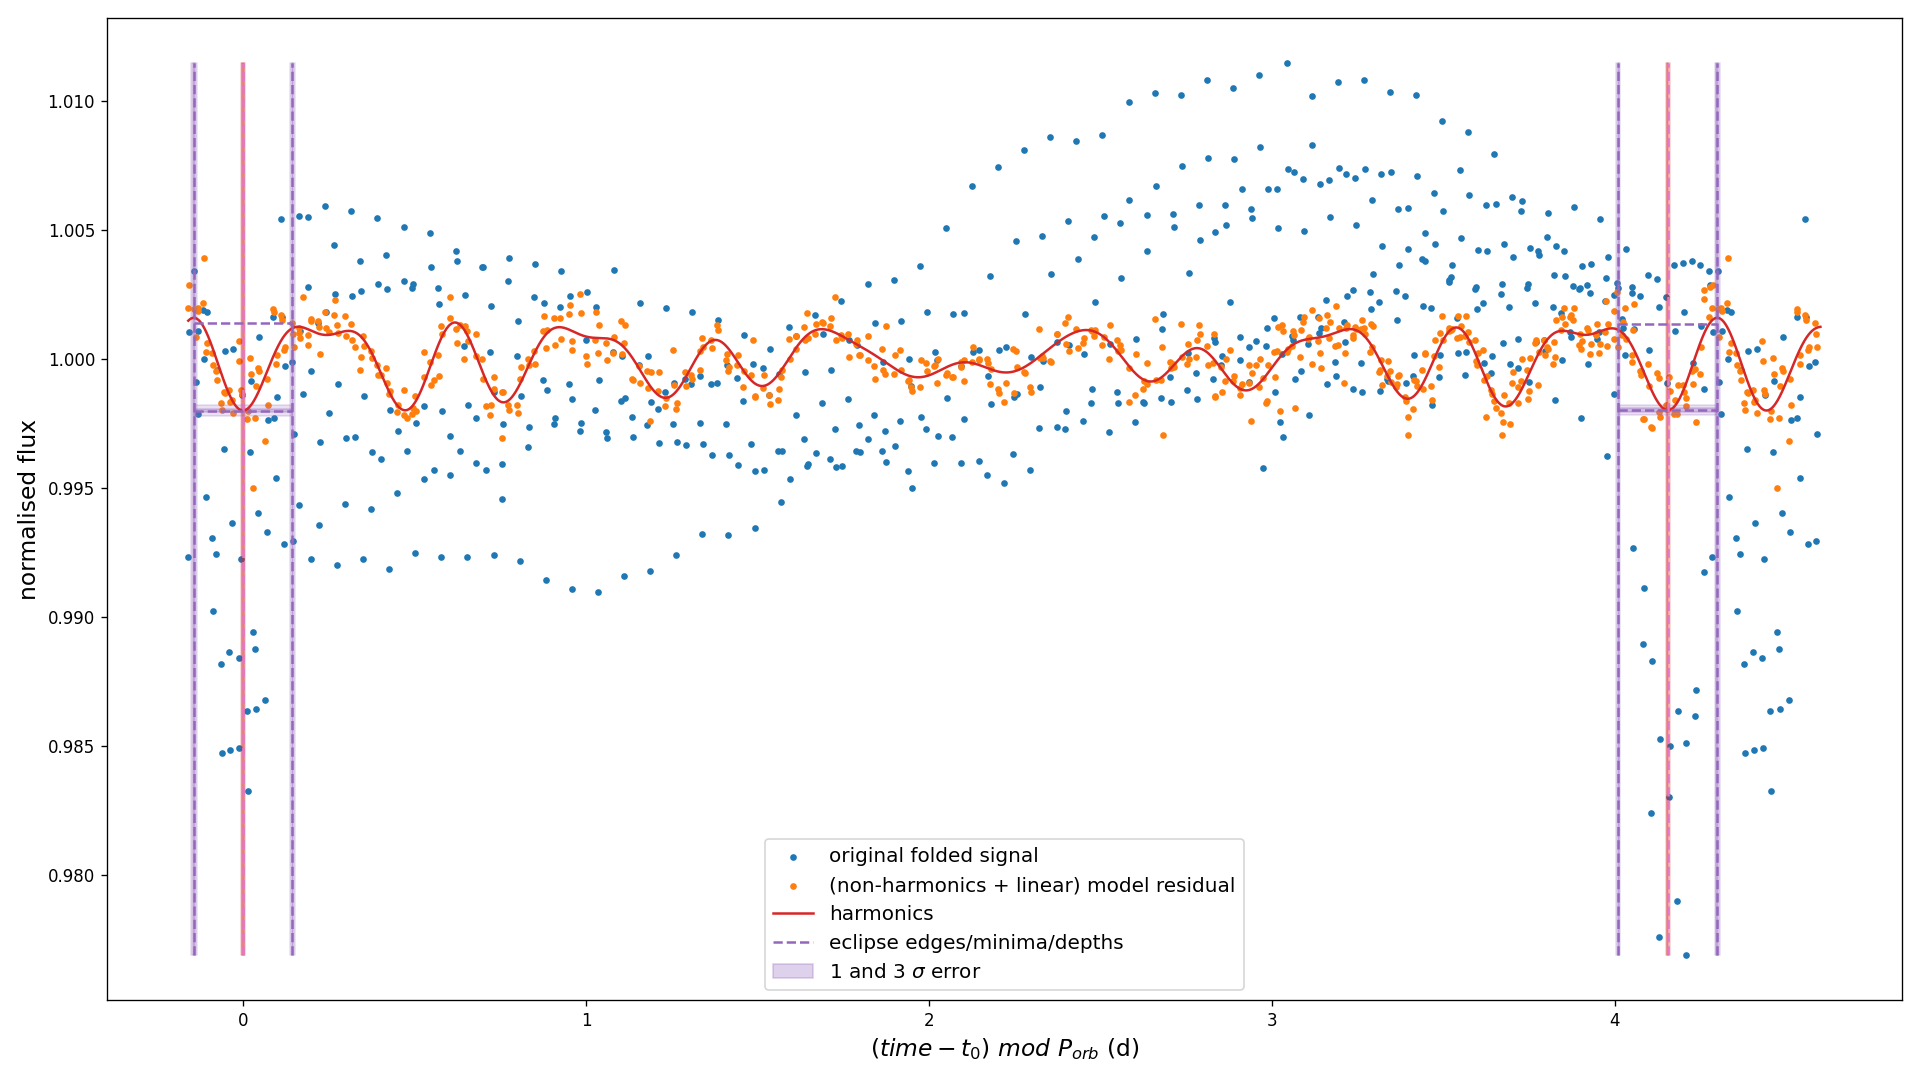 1.010
1.005
1.000
0.995
0.990
0.985
0.980
normalised flux
original folded signal
(non-harmonics + linear) model residual
harmonics
eclipse edges/minima/depths
1 and 3 σ error
0 1 2 3 4
(time − t₀) mod Pₒᵣb (d)